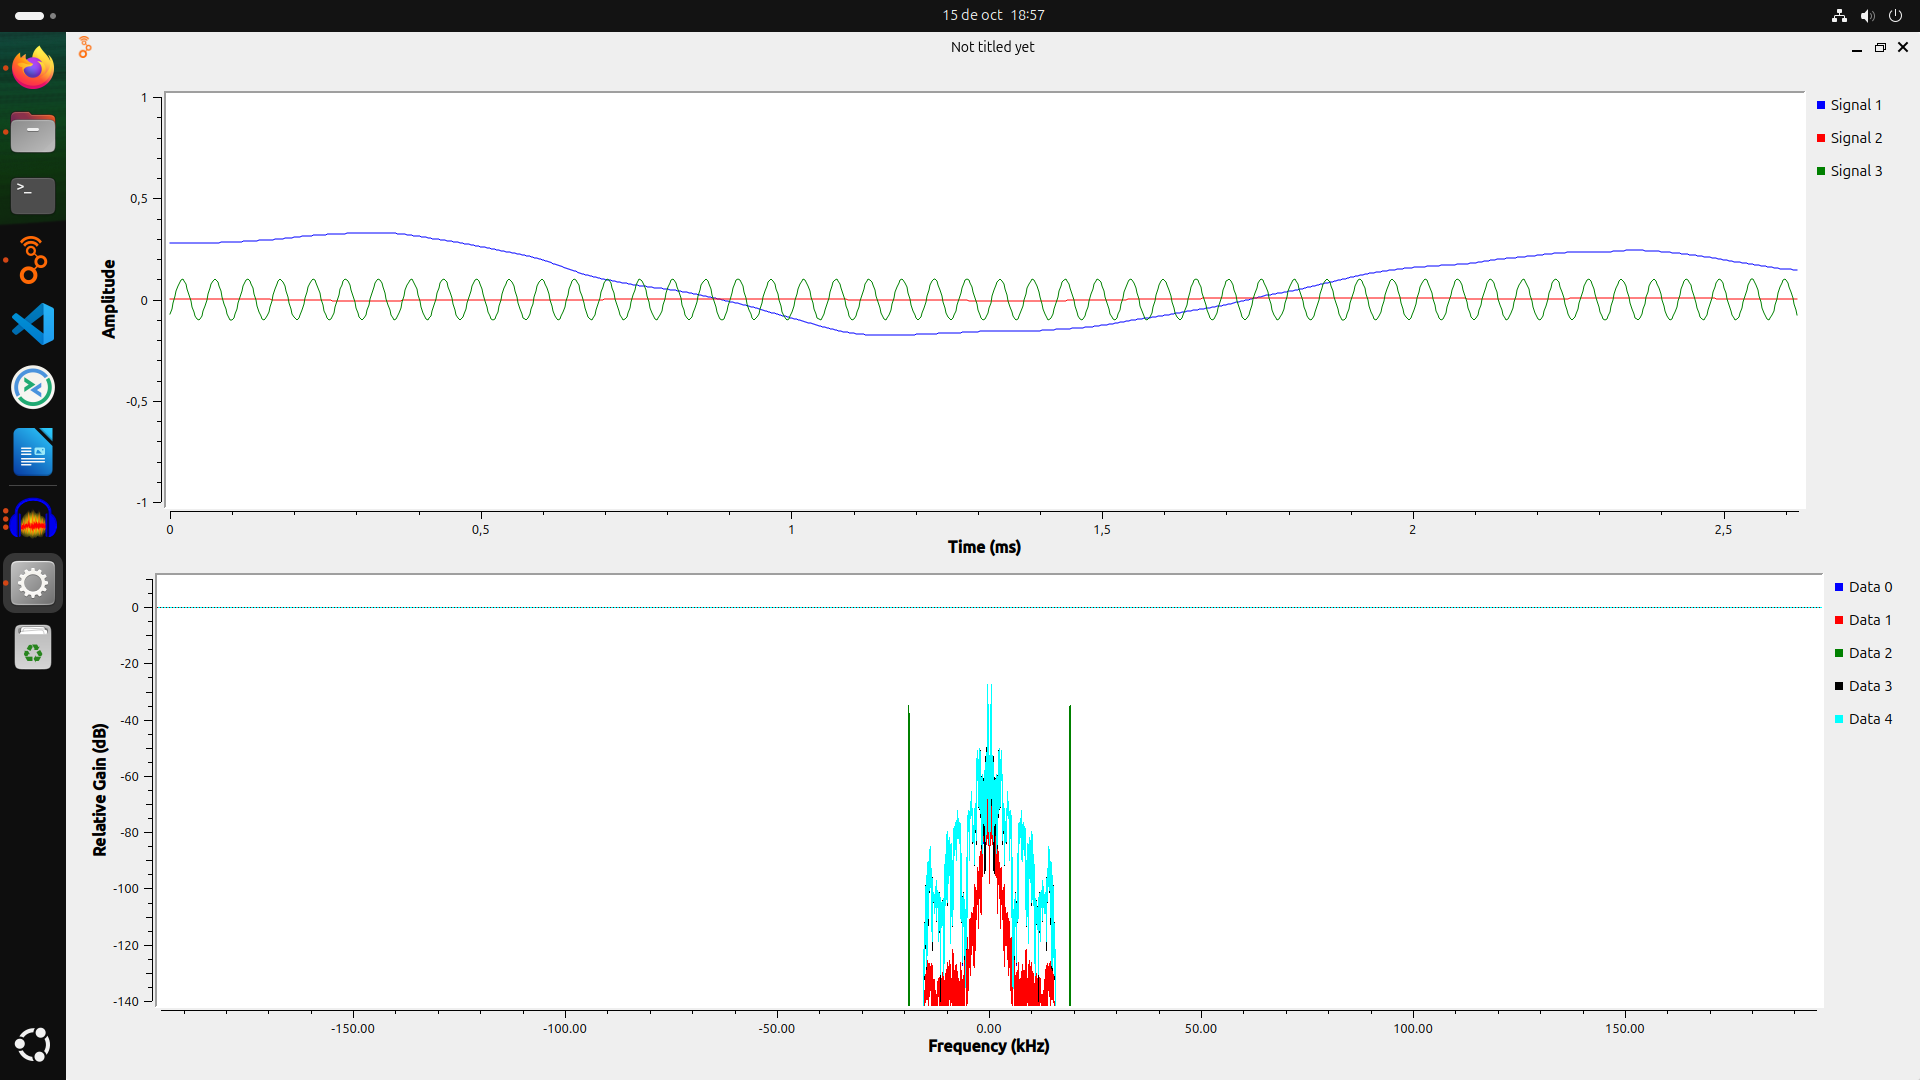 15 de oct 18:57
Not titled yet
1
0,5
0
-0,5
-1
Amplitude
0 0,5 1 1,5 2 2,5
Time (ms)
Signal 1
Signal 2
Signal 3
0
-20
-40
-60
-80
-100
-120
-140
Relative Gain (dB)
-150.00 -100.00 -50.00 0.00 50.00 100.00 150.00
Frequency (kHz)
Data 0
Data 1
Data 2
Data 3
Data 4